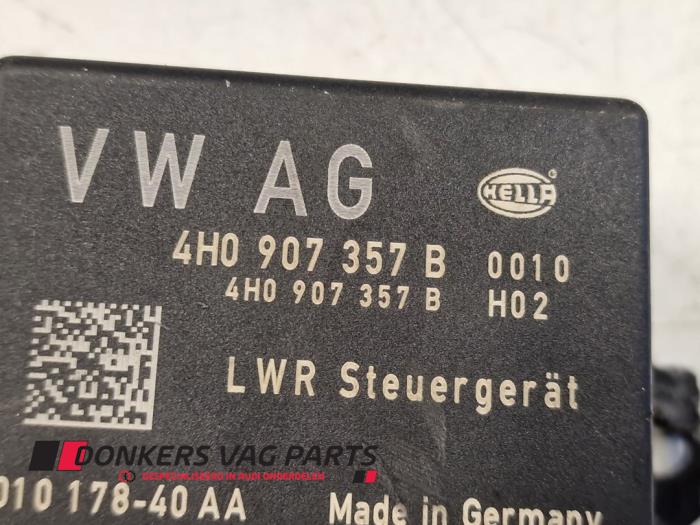 VW AG
HELLA ®
4H0 907 357 B 0010
4H0 907 357 B H02
LWR Steuergerät
DONKERS VAG PARTS
GESPECIALISEERD IN AUDI ONDERDELEN
010 178-40 AA Made in Germany